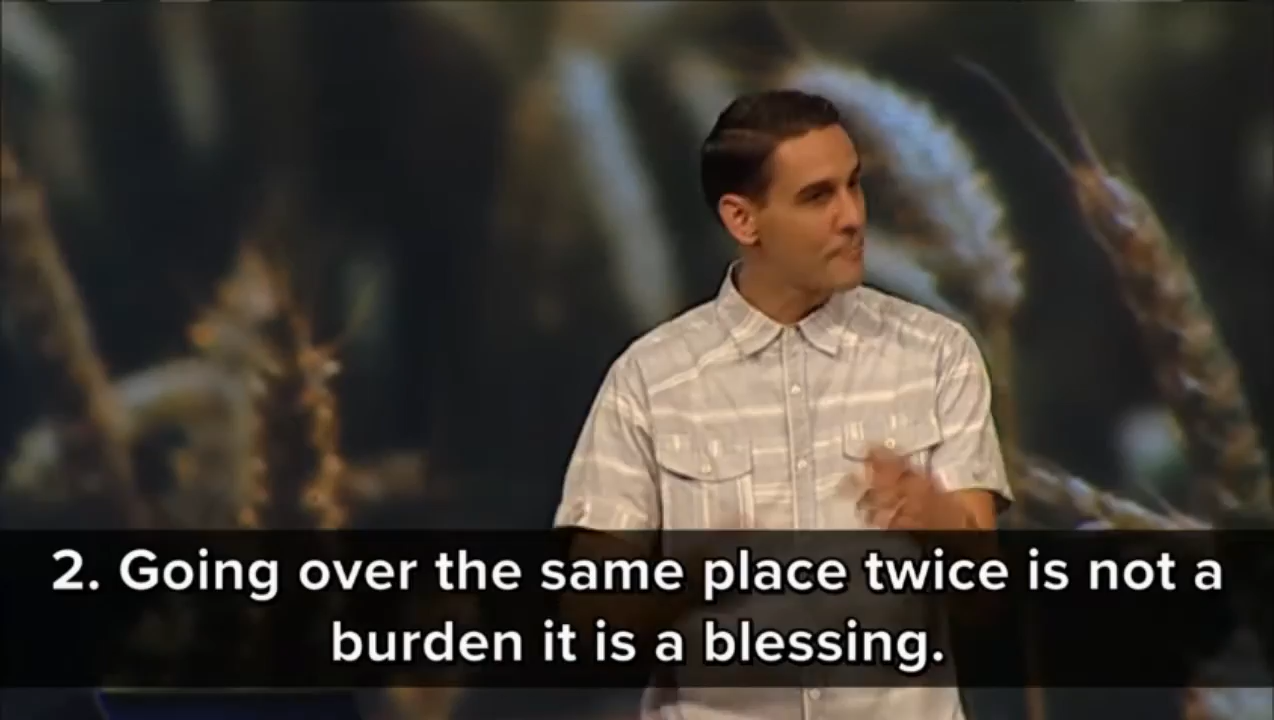 2. Going over the same place twice is not a
burden it is a blessing.